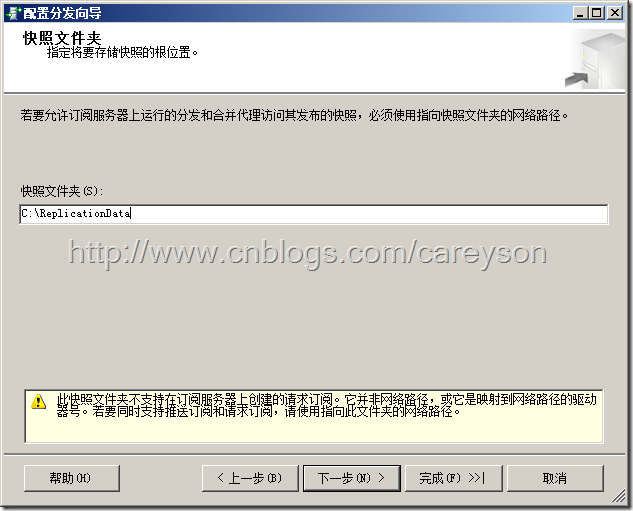 配置分发向导
快照文件夹
指定将要存储快照的根位置。
若要允许订阅服务器上运行的分发和合并代理访问其发布的快照，必须使用指向快照文件夹的网络路径。
快照文件夹(S):
C:\ReplicationData
http://www.cnblogs.com/careyson
此快照文件夹不支持在订阅服务器上创建的请求订阅。它并非网络路径，或它是映射到网络路径的驱动
器号。若要同时支持推送订阅和请求订阅，请使用指向此文件夹的网络路径。
帮助(H) < 上一步(B) 下一步(N) > 完成(F) >>| 取消